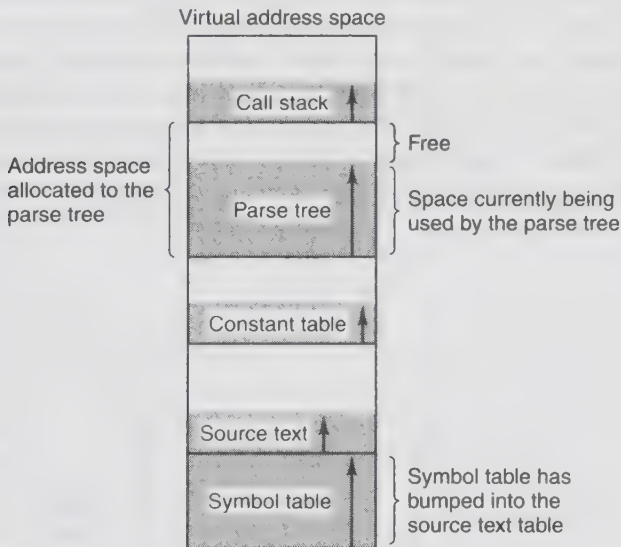 Virtual address space
Call stack
Free
Address space
allocated to the
parse tree
Parse tree
Space currently being
used by the parse tree
Constant table
Source text
Symbol table
Symbol table has
bumped into the
source text table